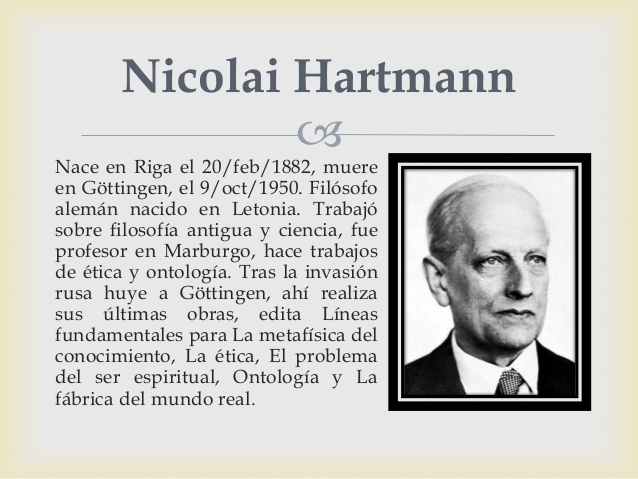 Nicolai Hartmann
Nace en Riga el 20/feb/1882, muere
en Göttingen, el 9/oct/1950. Filósofo
alemán nacido en Letonia. Trabajó
sobre filosofía antigua y ciencia, fue
profesor en Marburgo, hace trabajos
de ética y ontología. Tras la invasión
rusa huye a Göttingen, ahí realiza
sus últimas obras, edita Líneas
fundamentales para La metafísica del
conocimiento, La ética, El problema
del ser espiritual, Ontología y La
fábrica del mundo real.